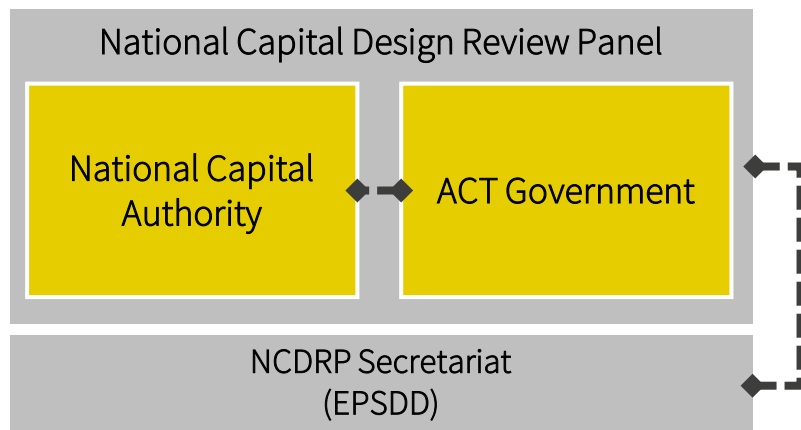 National Capital Design Review Panel
National Capital
Authority
ACT Government
NCDRP Secretariat
(EPSDD)